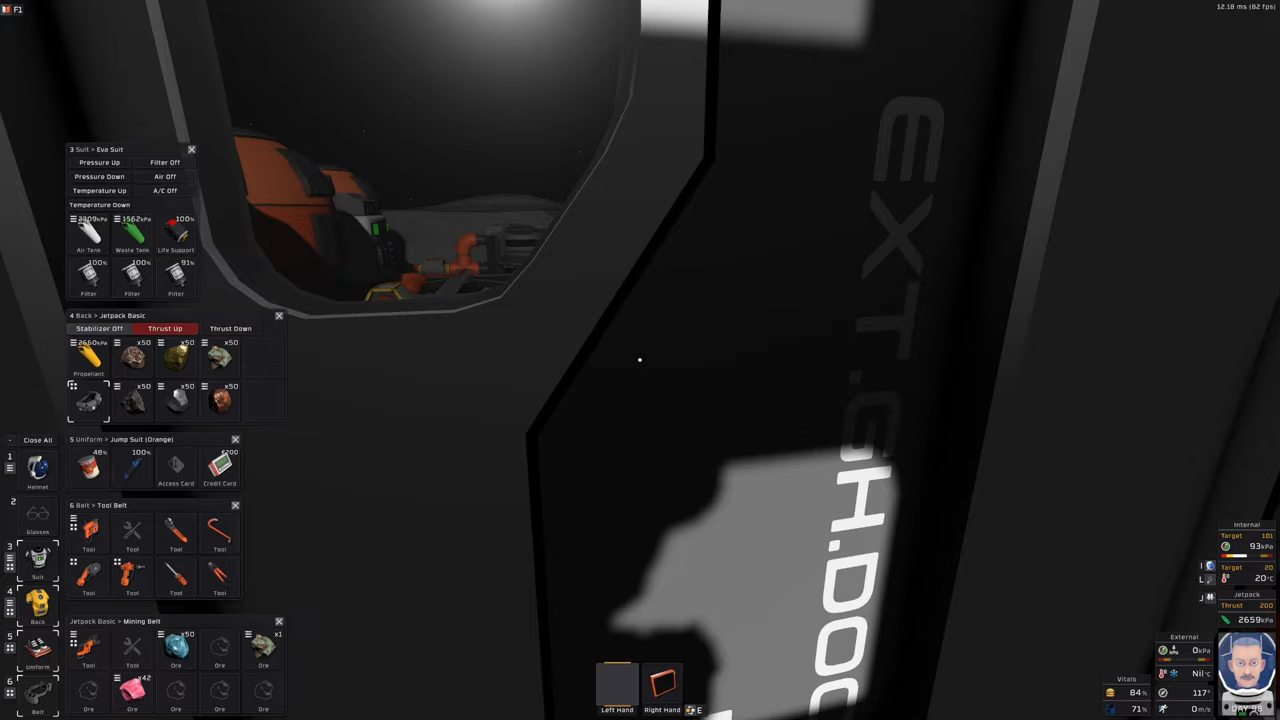 F1
12.18 ms (82 fps)
3 Suit > Eva Suit
Pressure Up Filter Off
Pressure Down Air Off
Temperature Up A/C Off
Temperature Down
1562kPa 100%
Air Tank Waste Tank Life Support
100% 100% 91%
Filter Filter Filter
4 Back > Jetpack Basic
Stabilizer Off Thrust Up Thrust Down
2660kPa x50 x50 x50
Propellant
x50 x50 x50
Close All
5 Uniform > Jump Suit (Orange)
48% 100%
Access Card Credit Card
1 Helmet
2 Glasses
3 Suit
4 Back
5 Uniform
6 Belt
6 Belt > Tool Belt
Tool Tool Tool Tool
Tool Tool Tool Tool
Jetpack Basic > Mining Belt
x50 x1
Tool Tool Ore Ore Ore
x42
Ore Ore Ore Ore Ore
EXT.GH.DOO
Left Hand Right Hand E
Internal
Target 101
93kPa
I Target 20
L 20°C
Jetpack
J Thrust 200
2659kPa
External
0kPa
Nil°C
117°
0m/s
Vitals
84%
71%
DAY 96